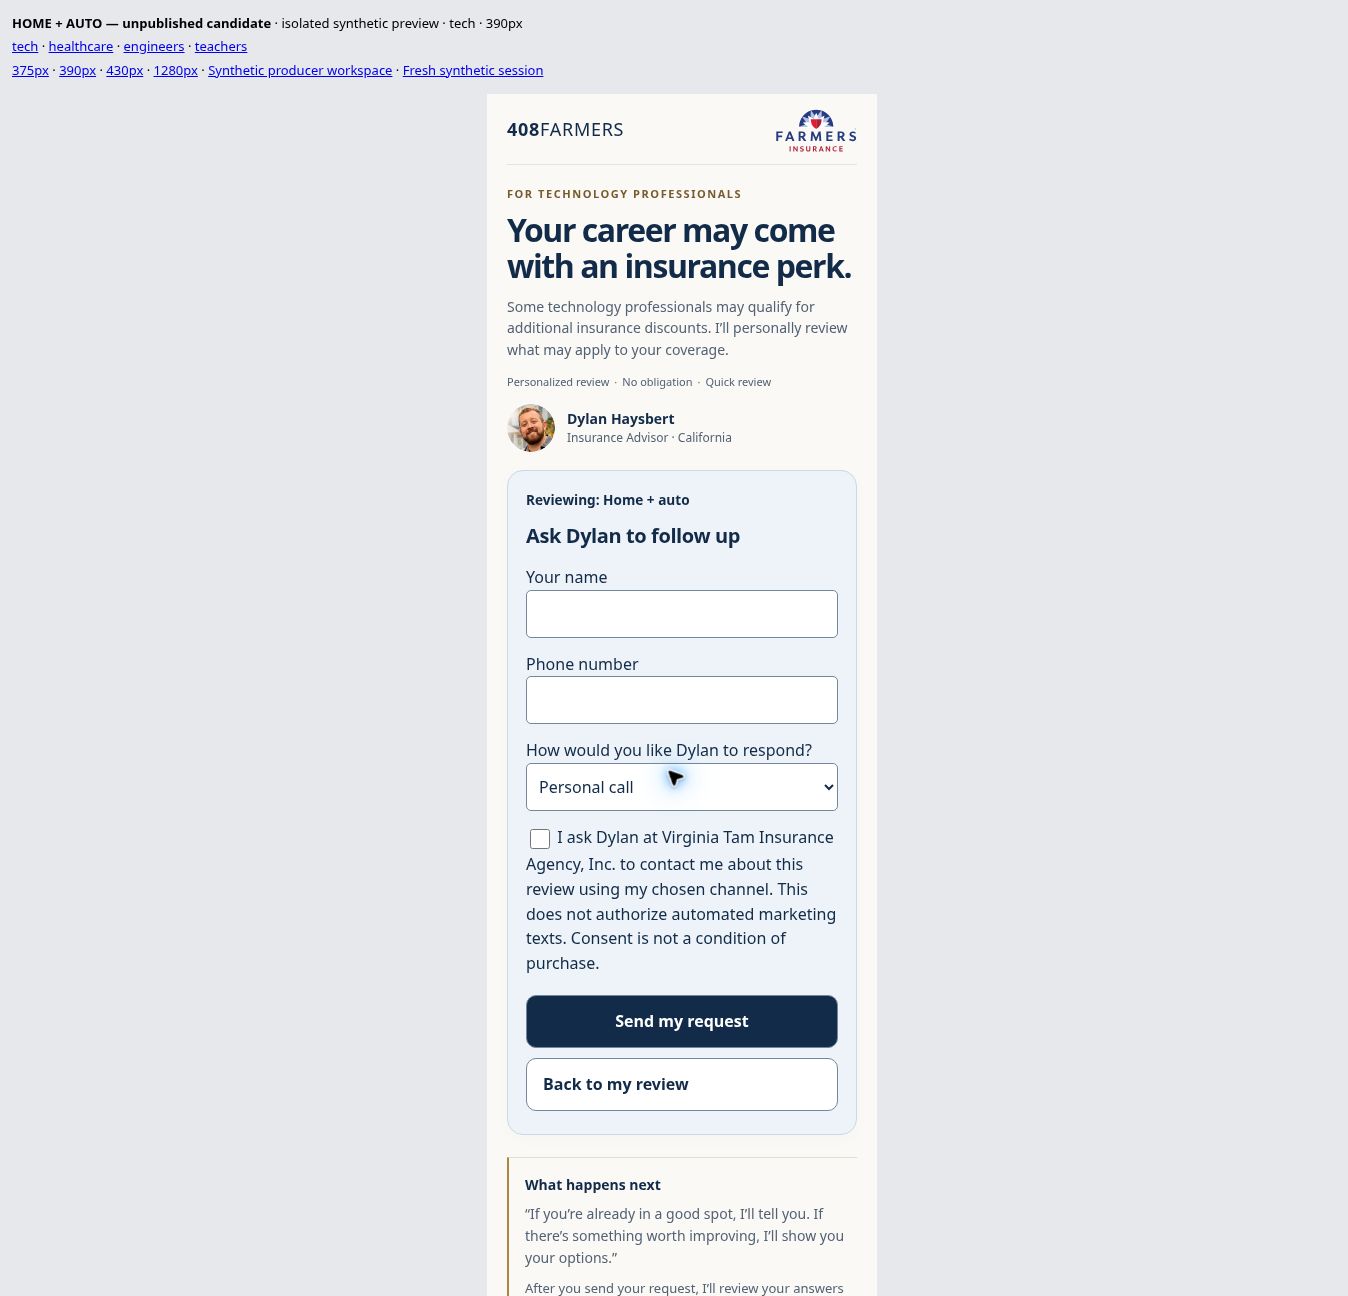 HOME + AUTO — unpublished candidate · isolated synthetic preview · tech · 390px
tech · healthcare · engineers · teachers
375px · 390px · 430px · 1280px · Synthetic producer workspace · Fresh synthetic session
408FARMERS
FARMERS
INSURANCE
FOR TECHNOLOGY PROFESSIONALS
Your career may come
with an insurance perk.
Some technology professionals may qualify for
additional insurance discounts. I’ll personally review
what may apply to your coverage.
Personalized review · No obligation · Quick review
Dylan Haysbert
Insurance Advisor · California
Reviewing: Home + auto
Ask Dylan to follow up
Your name
Phone number
How would you like Dylan to respond?
Personal call
I ask Dylan at Virginia Tam Insurance
Agency, Inc. to contact me about this
review using my chosen channel. This
does not authorize automated marketing
texts. Consent is not a condition of
purchase.
Send my request
Back to my review
What happens next
“If you’re already in a good spot, I’ll tell you. If
there’s something worth improving, I’ll show you
your options.”
After you send your request, I’ll review your answers